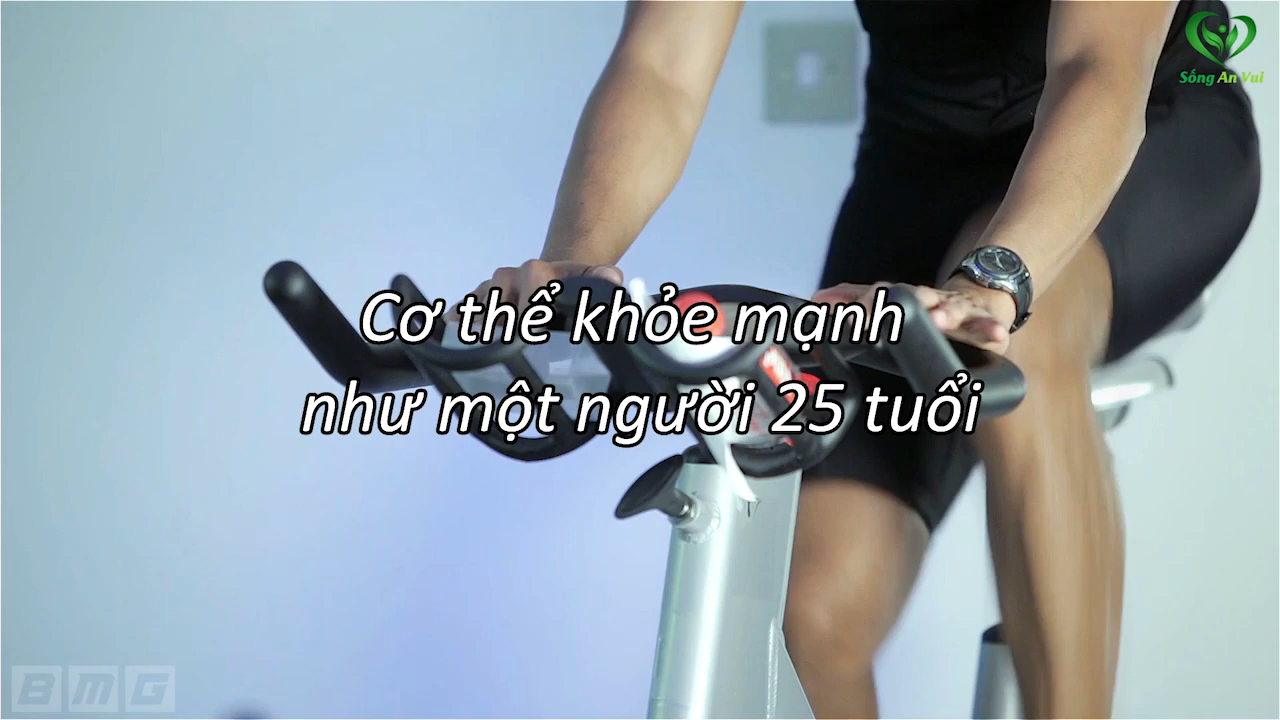 Sống An Vui
Cơ thể khỏe mạnh
như một người 25 tuổi
BMG